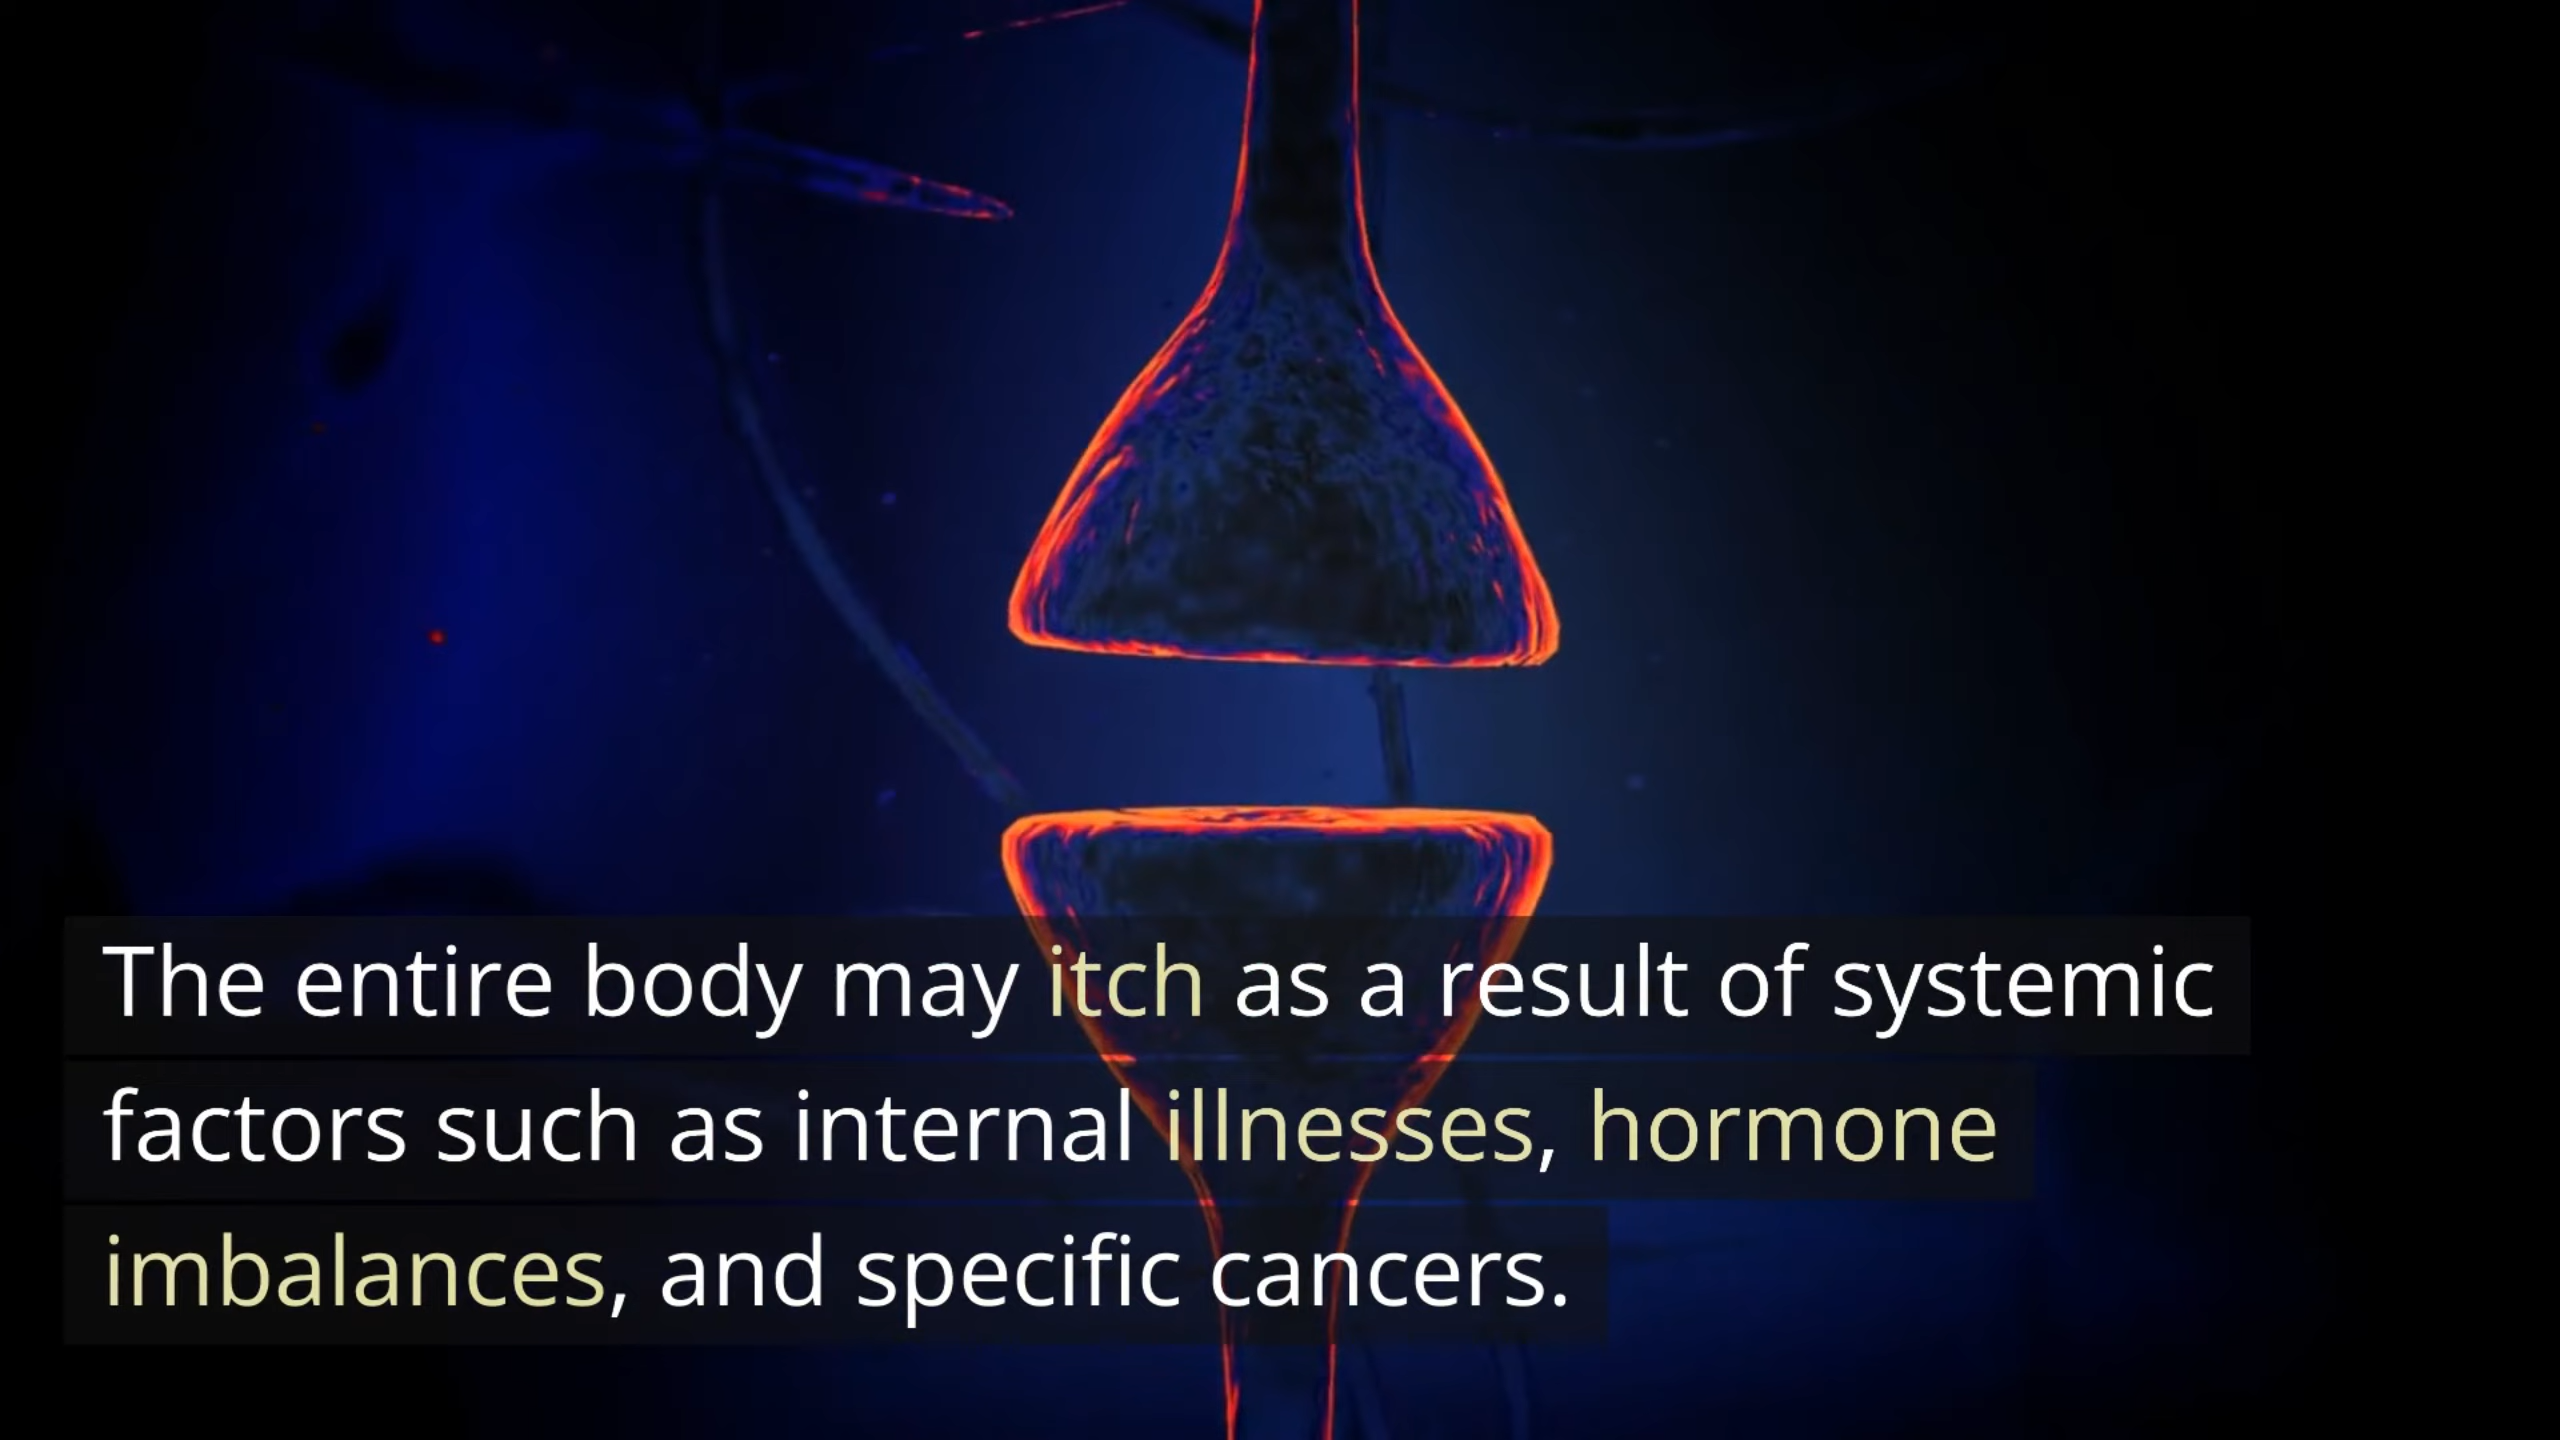 The entire body may itch as a result of systemic
factors such as internal illnesses, hormone
imbalances, and specific cancers.